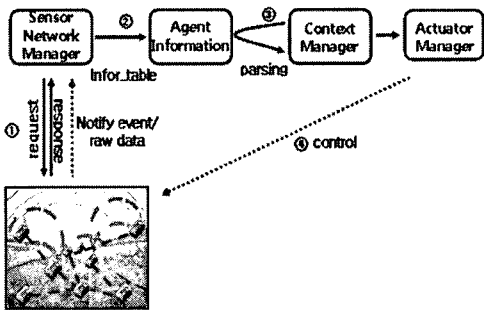 Sensor
Network
Manager
②
Infor_table
Agent
Information
③
parsing
Context
Manager
Actuator
Manager
①
request
response
Notify event/
raw data
④ control